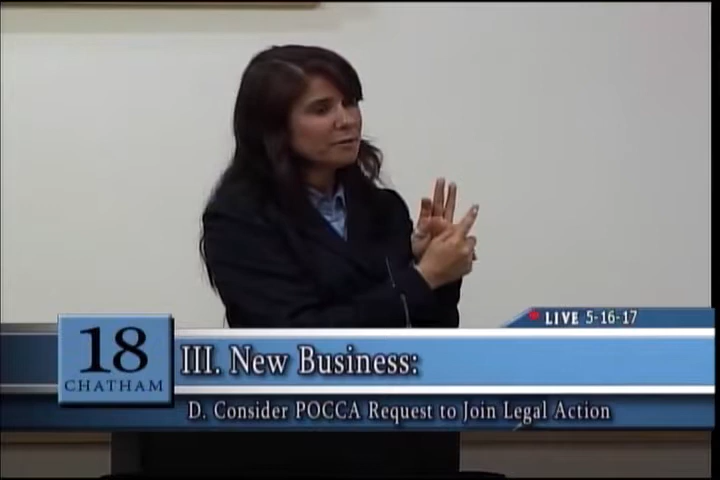 LIVE 5-16-17
18
CHATHAM
III. New Business:
D. Consider POCCA Request to Join Legal Action